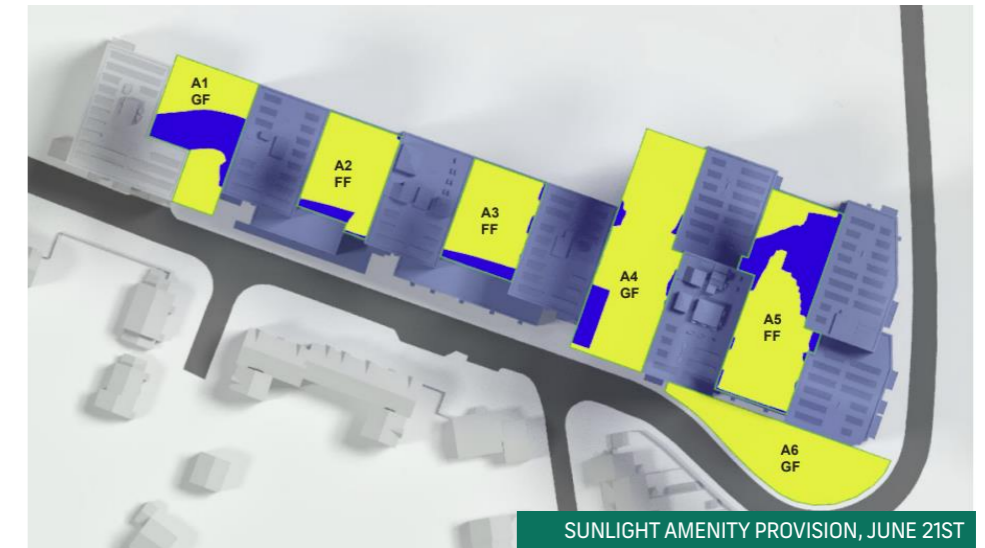 A1
GF
A2
FF
A3
FF
A4
GF
A5
FF
A6
GF
SUNLIGHT AMENITY PROVISION, JUNE 21ST